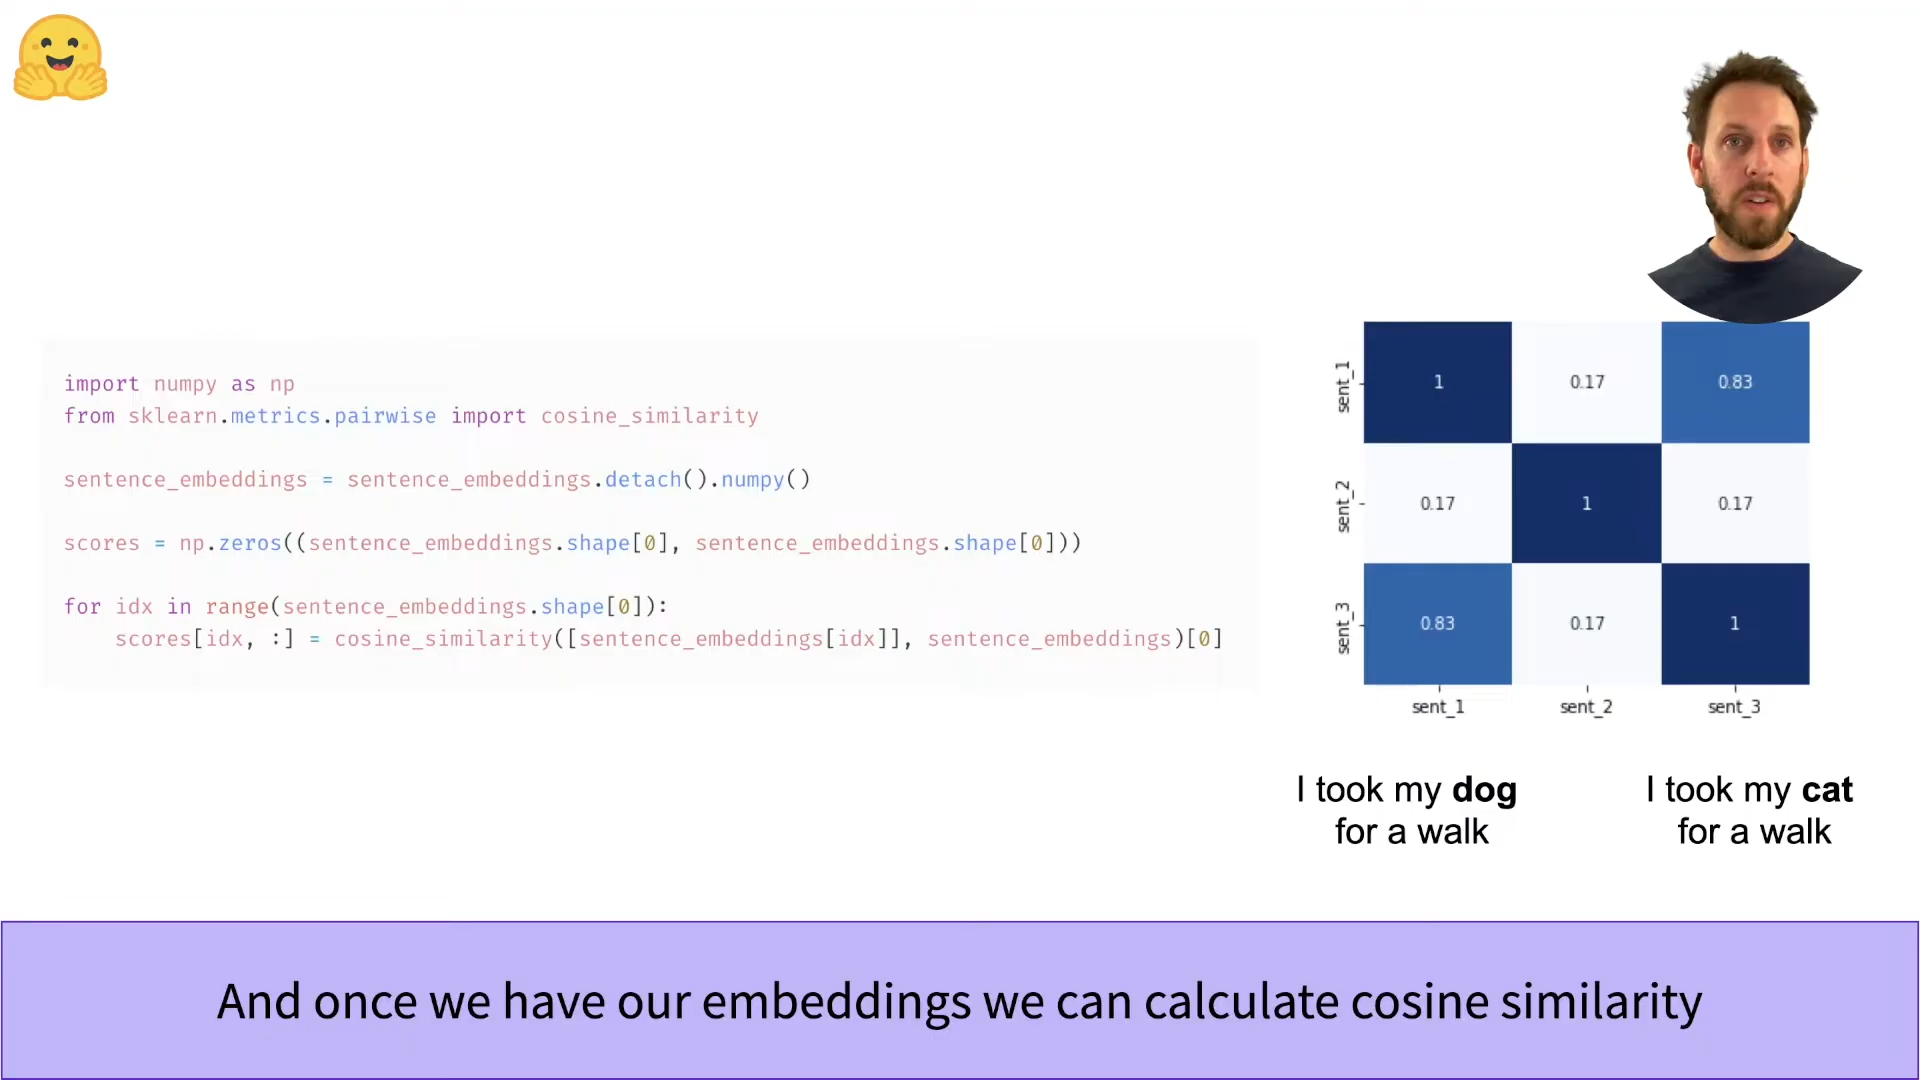 import numpy as np
from sklearn.metrics.pairwise import cosine_similarity
sentence_embeddings = sentence_embeddings.detach().numpy()
scores = np.zeros((sentence_embeddings.shape[0], sentence_embeddings.shape[0]))
for idx in range(sentence_embeddings.shape[0]):
    scores[idx, :] = cosine_similarity([sentence_embeddings[idx]], sentence_embeddings)[0]
sent_1
1 0.17 0.83
sent_2
0.17 1 0.17
sent_3
0.83 0.17 1
sent_1 sent_2 sent_3
I took my dog
for a walk
I took my cat
for a walk
And once we have our embeddings we can calculate cosine similarity